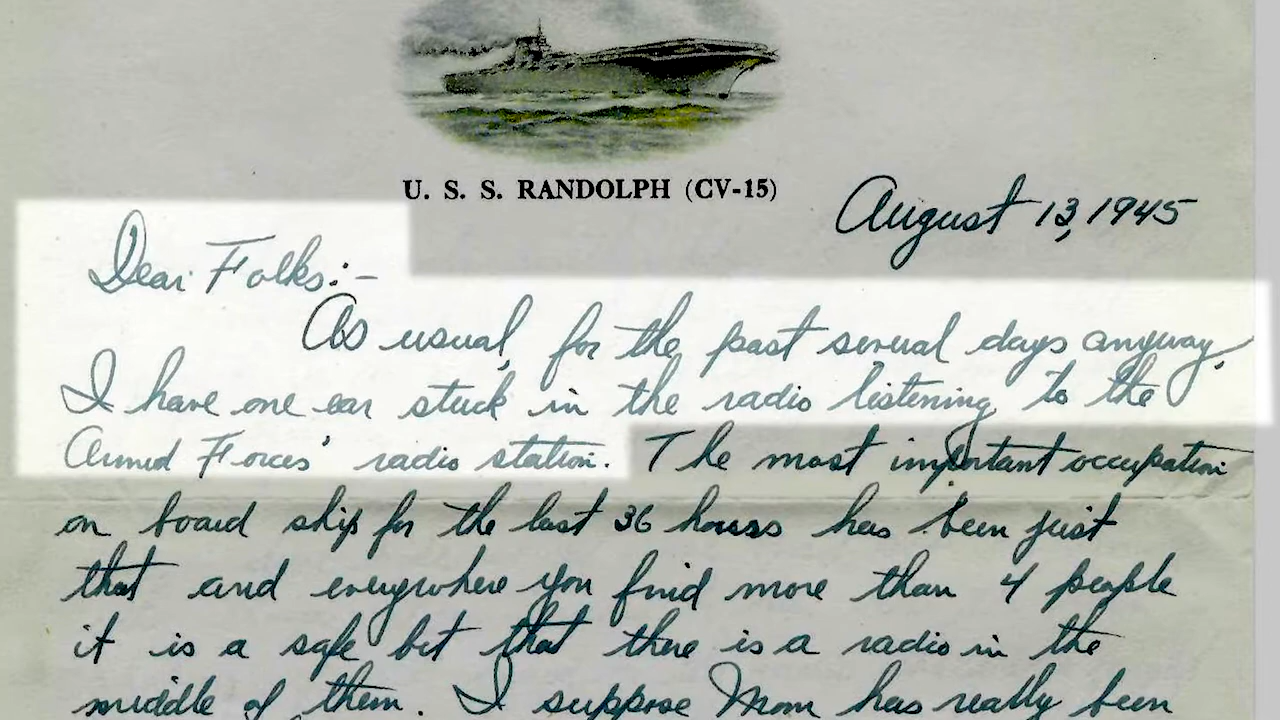 U. S. S. RANDOLPH (CV-15)
August 13, 1945
Dear Folks:-
As usual, for the past several days anyway,
I have one ear stuck in the radio listening to the
Armed Forces' radio station. The most important occupation
on board ship for the last 36 hours has been just
that and everywhere you find more than 4 people
it is a safe bet that there is a radio in the
middle of them. I suppose Mom has really been